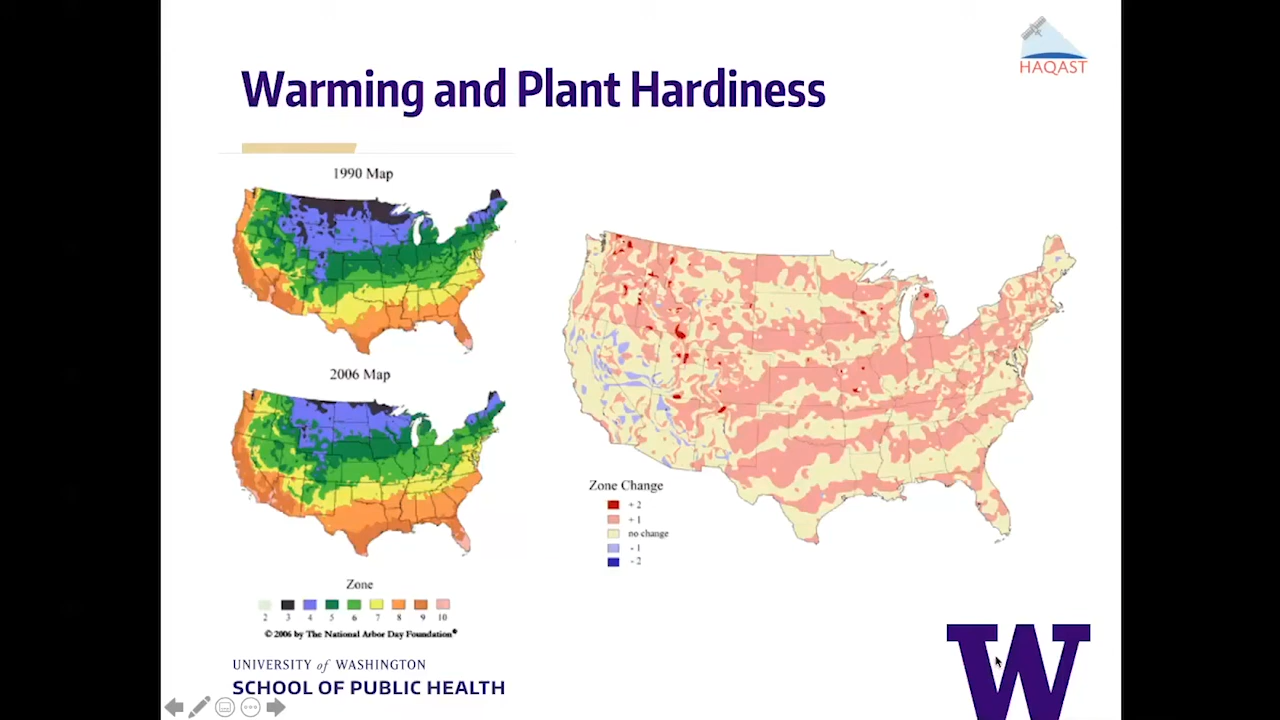 HAQAST
Warming and Plant Hardiness
1990 Map
2006 Map
Zone
2 3 4 5 6 7 8 9 10
© 2006 by The National Arbor Day Foundation®
Zone Change
+ 2
+ 1
no change
- 1
- 2
UNIVERSITY of WASHINGTON
SCHOOL OF PUBLIC HEALTH
W